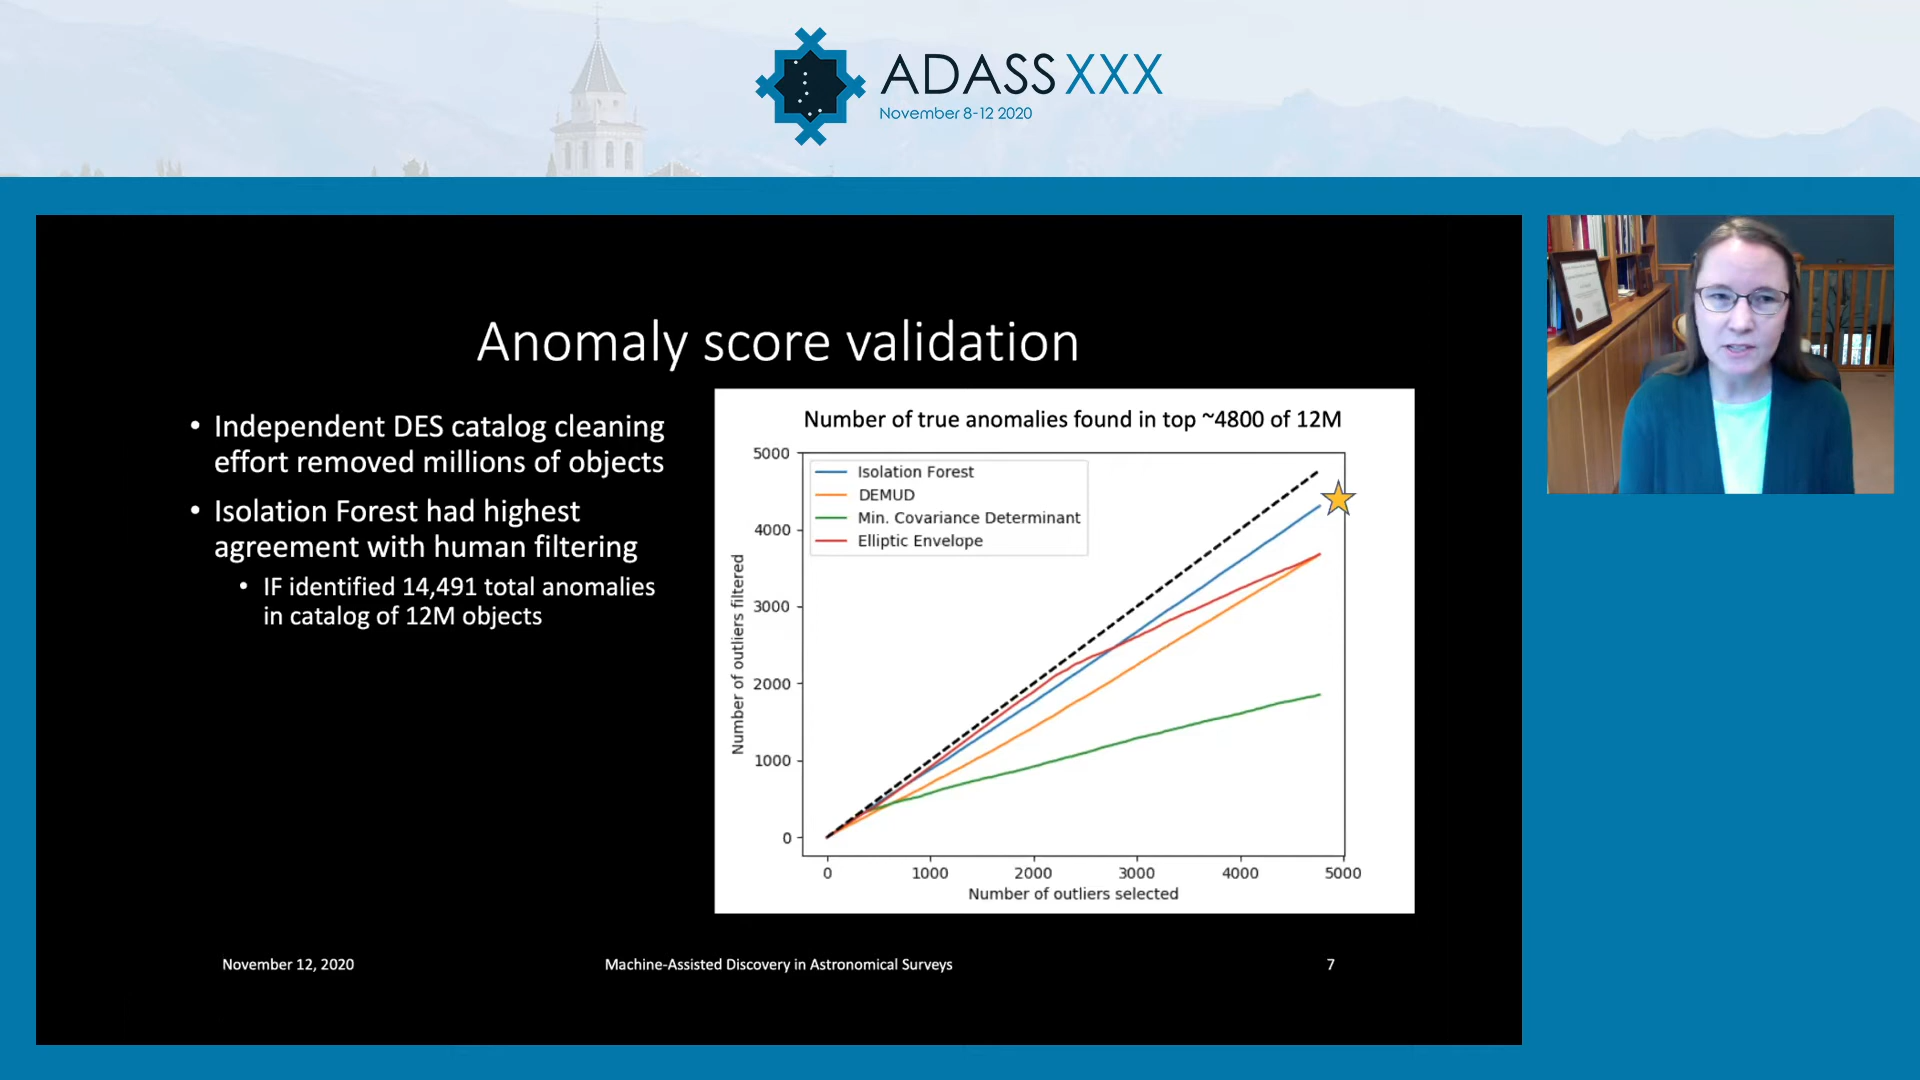 ADASS XXX
November 8-12 2020
Anomaly score validation
• Independent DES catalog cleaning
effort removed millions of objects
• Isolation Forest had highest
agreement with human filtering
• IF identified 14,491 total anomalies
in catalog of 12M objects
Number of true anomalies found in top ~4800 of 12M
Isolation Forest
DEMUD
Min. Covariance Determinant
Elliptic Envelope
Number of outliers filtered
5000
4000
3000
2000
1000
0
0 1000 2000 3000 4000 5000
Number of outliers selected
November 12, 2020
Machine-Assisted Discovery in Astronomical Surveys
7